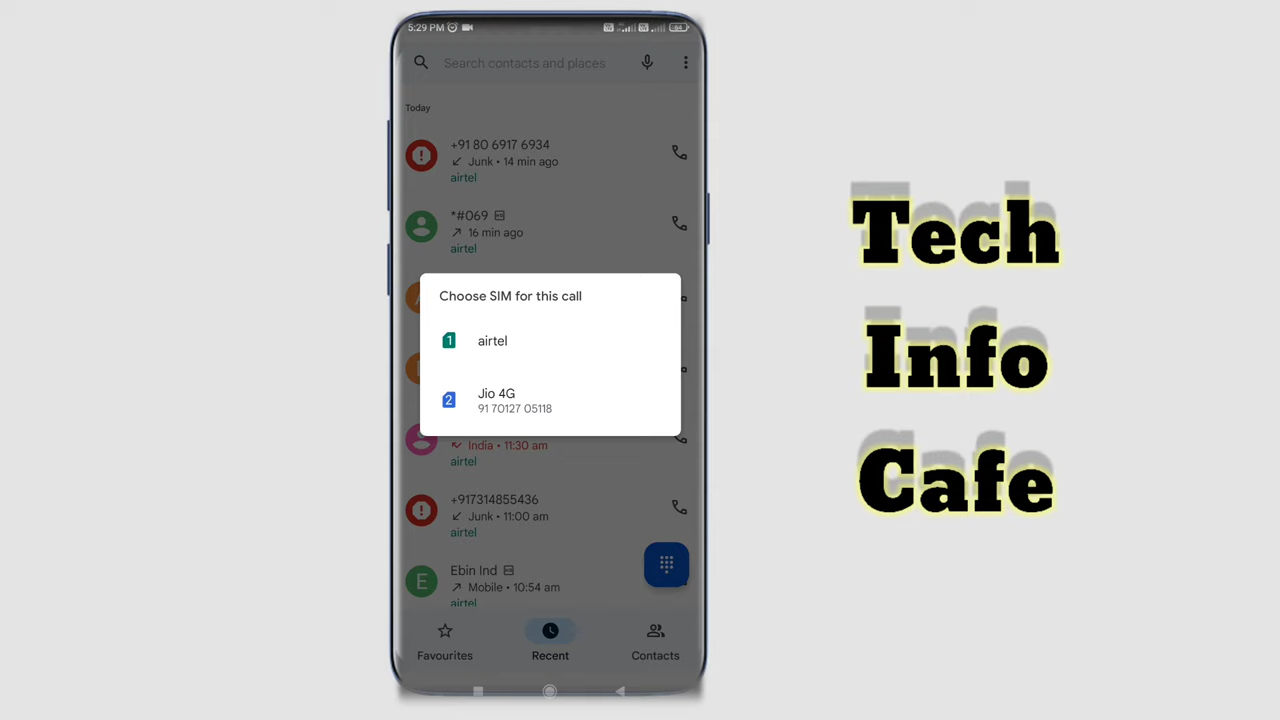 5:29 PM
64
Search contacts and places
Today
+91 80 6917 6934
Junk • 14 min ago
airtel
*#069
16 min ago
airtel
Choose SIM for this call
1 airtel
2 Jio 4G
91 70127 05118
India • 11:30 am
airtel
+917314855436
Junk • 11:00 am
airtel
E Ebin Ind
Mobile • 10:54 am
airtel
Favourites
Recent
Contacts
Tech
Info
Cafe